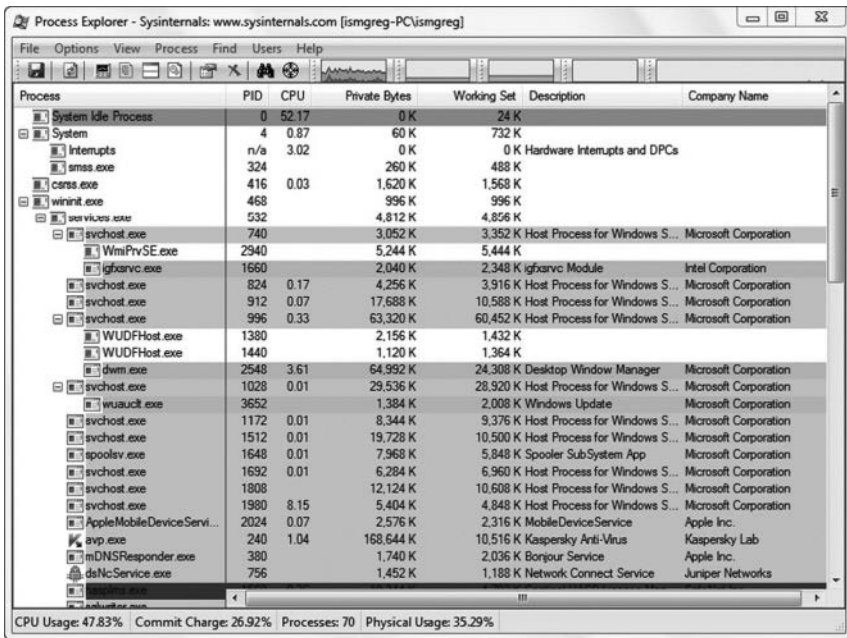 Process Explorer - Sysinternals: www.sysinternals.com [ismgreg-PC\ismgreg]
File Options View Process Find Users Help
Process PID CPU Private Bytes Working Set Description Company Name
System Idle Process 0 52.17 0 K 24 K
System 4 0.87 60 K 732 K
Interrupts n/a 3.02 0 K 0 K Hardware Interrupts and DPCs
smss.exe 324 260 K 488 K
csrss.exe 416 0.03 1,620 K 1,568 K
wininit.exe 468 996 K 996 K
services.exe 532 4,812 K 4,856 K
svchost.exe 740 3,052 K 3,352 K Host Process for Windows S... Microsoft Corporation
WmiPrvSE.exe 2940 5,244 K 5,444 K
igfxsrvc.exe 1660 2,040 K 2,348 K igfxsrvc Module Intel Corporation
svchost.exe 824 0.17 4,256 K 3,916 K Host Process for Windows S... Microsoft Corporation
svchost.exe 912 0.07 17,688 K 10,588 K Host Process for Windows S... Microsoft Corporation
svchost.exe 996 0.33 63,320 K 60,452 K Host Process for Windows S... Microsoft Corporation
WUDFHost.exe 1380 2,156 K 1,432 K
WUDFHost.exe 1440 1,120 K 1,364 K
dwm.exe 2548 3.61 64,992 K 24,308 K Desktop Window Manager Microsoft Corporation
svchost.exe 1028 0.01 29,536 K 28,920 K Host Process for Windows S... Microsoft Corporation
wuauclt.exe 3652 1,384 K 2,008 K Windows Update Microsoft Corporation
svchost.exe 1172 0.01 8,344 K 9,376 K Host Process for Windows S... Microsoft Corporation
svchost.exe 1512 0.01 19,728 K 10,500 K Host Process for Windows S... Microsoft Corporation
spoolsv.exe 1648 0.01 7,968 K 5,848 K Spooler SubSystem App Microsoft Corporation
svchost.exe 1692 0.01 6,284 K 6,960 K Host Process for Windows S... Microsoft Corporation
svchost.exe 1808 12,124 K 10,608 K Host Process for Windows S... Microsoft Corporation
svchost.exe 1980 8.15 5,404 K 4,848 K Host Process for Windows S... Microsoft Corporation
AppleMobileDeviceServi... 2024 0.07 2,576 K 2,316 K MobileDeviceService Apple Inc.
avp.exe 240 1.04 168,644 K 10,516 K Kaspersky Anti-Virus Kaspersky Lab
mDNSResponder.exe 380 1,740 K 2,036 K Bonjour Service Apple Inc.
dsNcService.exe 756 1,452 K 1,188 K Network Connect Service Juniper Networks
CPU Usage: 47.83% Commit Charge: 26.92% Processes: 70 Physical Usage: 35.29%